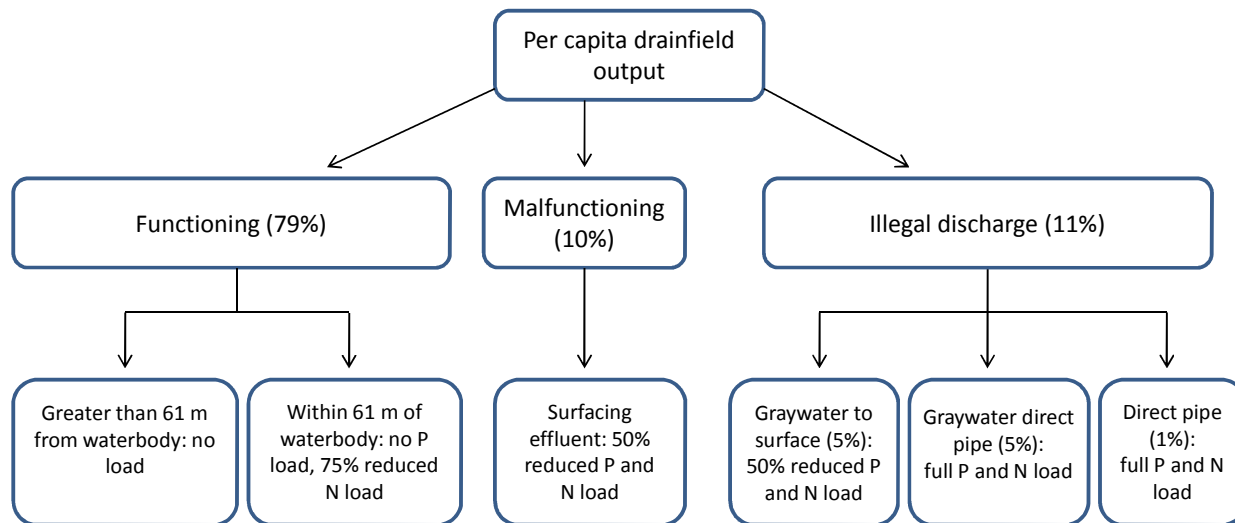 Per capita drainfield
output
Functioning (79%)
Malfunctioning
(10%)
Illegal discharge (11%)
Greater than 61 m
from waterbody: no
load
Within 61 m of
waterbody: no P
load, 75% reduced
N load
Surfacing
effluent: 50%
reduced P and
N load
Graywater to
surface (5%):
50% reduced P
and N load
Graywater direct
pipe (5%):
full P and N load
Direct pipe
(1%):
full P and N
load